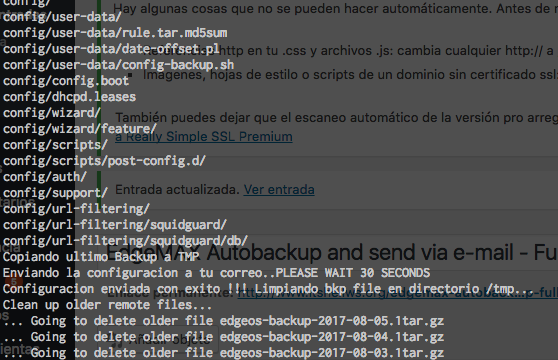 config/
config/user-data/
config/user-data/rule.tar.md5sum
config/user-data/date-offset.pl
config/user-data/config-backup.sh
config/config.boot
config/dhcpd.leases
config/wizard/
config/wizard/feature/
config/scripts/
config/scripts/post-config.d/
config/auth/
config/support/
config/url-filtering/
config/url-filtering/squidguard/
config/url-filtering/squidguard/db/
Copiando ultimo Backup a TMP
Enviando la configuracion a tu correo..PLEASE WAIT 30 SECONDS
Configuracion enviada con exito !!! Limpiando bkp file en directorio /tmp...
Clean up older remote files...
... Going to delete older file edgeos-backup-2017-08-05.1tar.gz
... Going to delete older file edgeos-backup-2017-08-04.1tar.gz
... Going to delete older file edgeos-backup-2017-08-03.1tar.gz
Hay algunas cosas que no se pueden hacer automáticamente. Antes de
http en tu .css y archivos .js: cambia cualquier http:// a
Imágenes, hojas de estilo o scripts de un dominio sin certificado ssl:
También puedes dejar que el escaneo automático de la versión pro
a Really Simple SSL Premium
Entrada actualizada. Ver entrada
EdgeMAX Autobackup and send via e-mail - Fu
Enlace permanente: